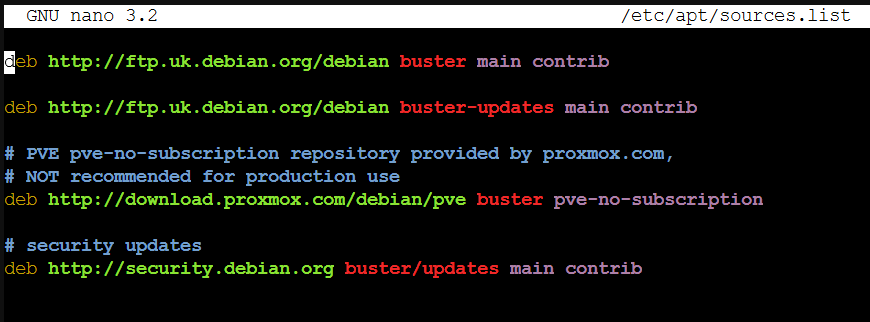 GNU nano 3.2 /etc/apt/sources.list
deb http://ftp.uk.debian.org/debian buster main contrib
deb http://ftp.uk.debian.org/debian buster-updates main contrib
# PVE pve-no-subscription repository provided by proxmox.com,
# NOT recommended for production use
deb http://download.proxmox.com/debian/pve buster pve-no-subscription
# security updates
deb http://security.debian.org buster/updates main contrib